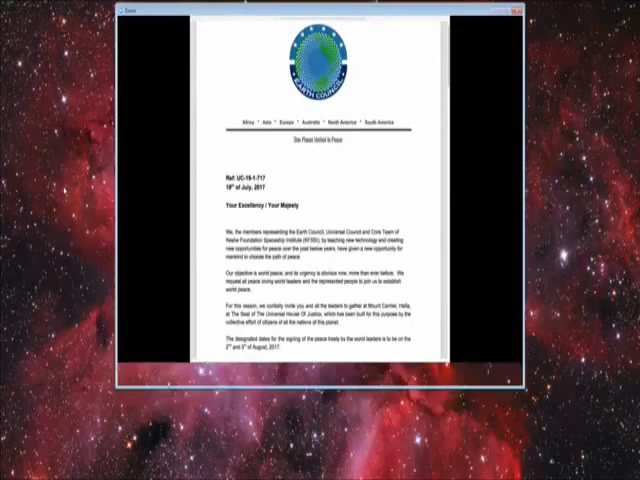 Zoom
EARTH COUNCIL
Africa * Asia * Europe * Australia * North America * South America
One Planet United in Peace
Ref: UC-19-1-717
19th of July, 2017
Your Excellency / Your Majesty
We, the members representing the Earth Council, Universal Council and Core Team of
Keshe Foundation Spaceship Institute (KFSSI), by teaching new technology and creating
new opportunities for peace over the past twelve years, have given a new opportunity for
mankind to choose the path of peace
Our objective is world peace, and its urgency is obvious now, more than ever before. We
request all peace loving world leaders and the represented people to join us to establish
world peace.
For this reason, we cordially invite you and all the leaders to gather at Mount Carmel, Haifa,
at The Seat of The Universal House Of Justice, which has been built for this purpose by the
collective effort of citizens of all the nations of this planet.
The designated dates for the signing of the peace treaty by the world leaders is to be on the
2nd and 3rd of August, 2017